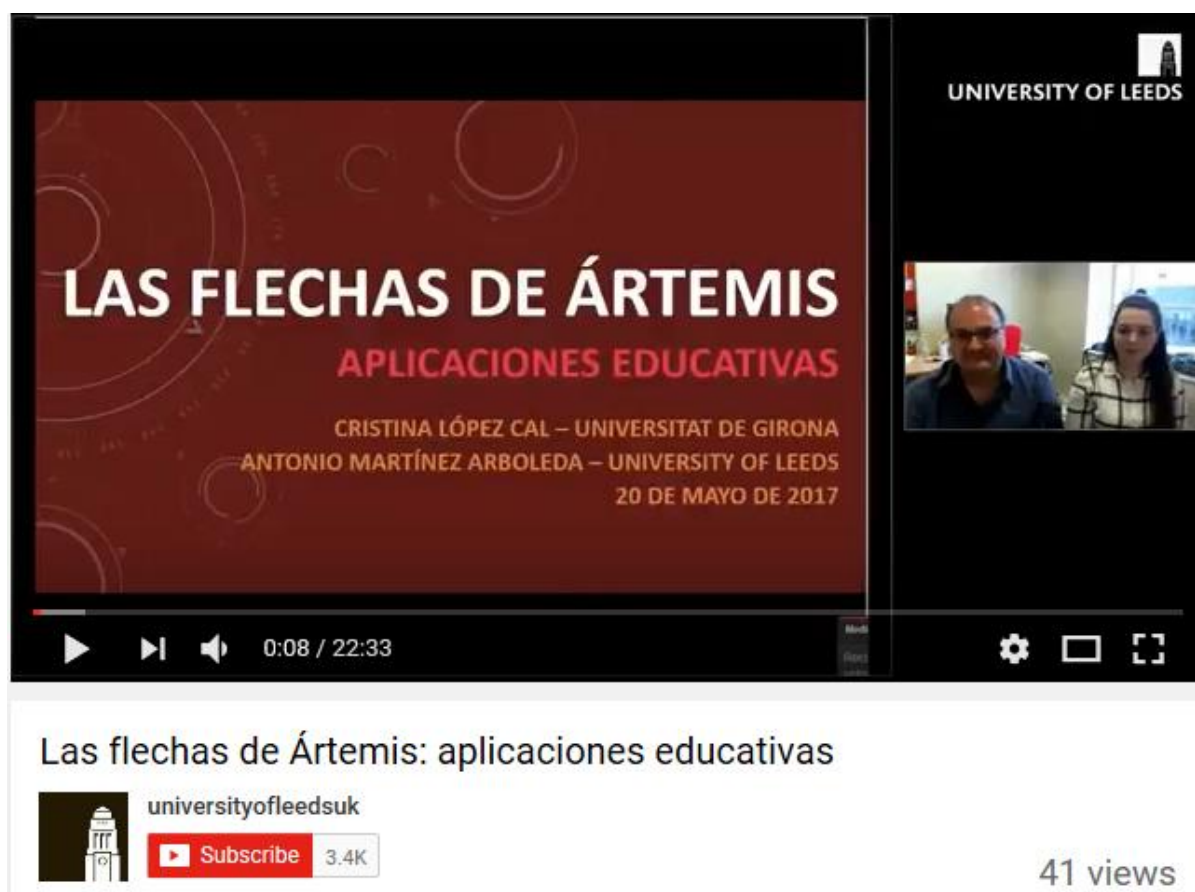 UNIVERSITY OF LEEDS
LAS FLECHAS DE ÁRTEMIS
APLICACIONES EDUCATIVAS
CRISTINA LÓPEZ CAL – UNIVERSITAT DE GIRONA
ANTONIO MARTÍNEZ ARBOLEDA – UNIVERSITY OF LEEDS
20 DE MAYO DE 2017
0:08 / 22:33
Las flechas de Ártemis: aplicaciones educativas
universityofleedsuk
Subscribe 3.4K
41 views